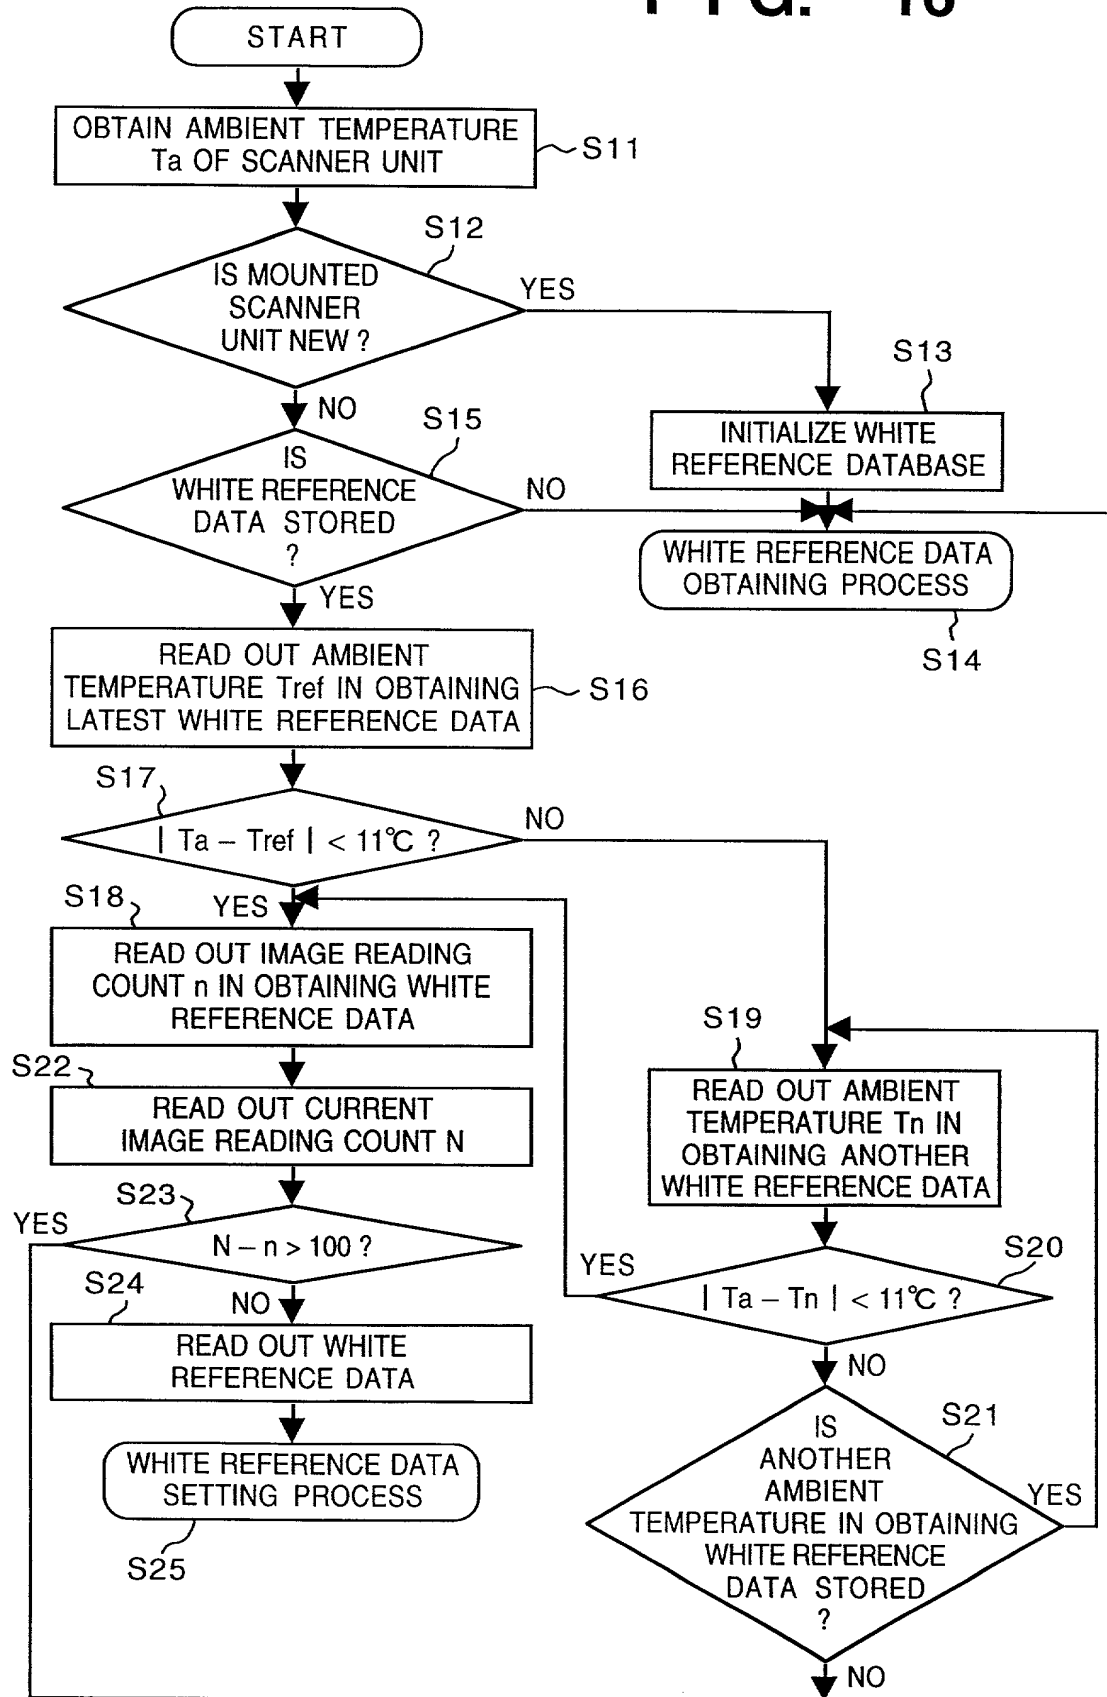 FIG. 16
START
OBTAIN AMBIENT TEMPERATURE
Ta OF SCANNER UNIT
S11
S12
IS MOUNTED
SCANNER
UNIT NEW ?
YES
NO
S13
INITIALIZE WHITE
REFERENCE DATABASE
S15
IS
WHITE REFERENCE
DATA STORED
?
NO
YES
WHITE REFERENCE DATA
OBTAINING PROCESS
S14
READ OUT AMBIENT
TEMPERATURE Tref IN OBTAINING
LATEST WHITE REFERENCE DATA
S16
S17
| Ta – Tref | < 11℃ ?
NO
YES
S18
READ OUT IMAGE READING
COUNT n IN OBTAINING WHITE
REFERENCE DATA
S19
READ OUT AMBIENT
TEMPERATURE Tn IN
OBTAINING ANOTHER
WHITE REFERENCE DATA
S22
READ OUT CURRENT
IMAGE READING COUNT N
S23
YES
N – n > 100 ?
NO
S20
YES
| Ta – Tn | < 11℃ ?
NO
S24
READ OUT WHITE
REFERENCE DATA
WHITE REFERENCE DATA
SETTING PROCESS
S25
S21
IS
ANOTHER
AMBIENT
TEMPERATURE IN OBTAINING
WHITE REFERENCE
DATA STORED
?
YES
NO